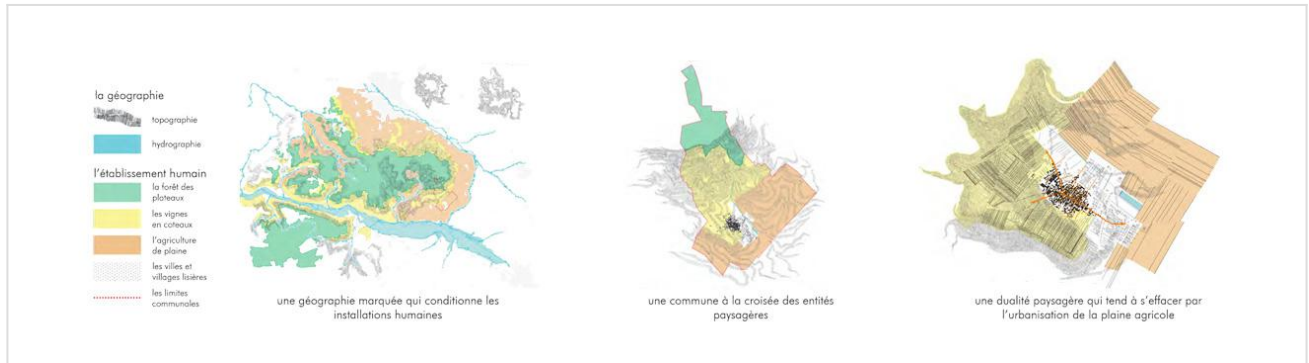 la géographie
topographie
hydrographie
l'établissement humain
la forêt des
plateaux
les vignes
en coteaux
l'agriculture
de plaine
les villes et
villages lisières
les limites
communales
une géographie marquée qui conditionne les
installations humaines
une commune à la croisée des entités
paysagères
une dualité paysagère qui tend à s'effacer par
l'urbanisation de la plaine agricole